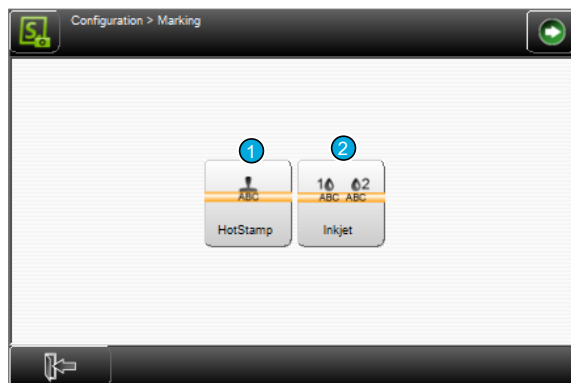 S
Configuration > Marking
1
2
ABC
1 2
ABC ABC
HotStamp
Inkjet